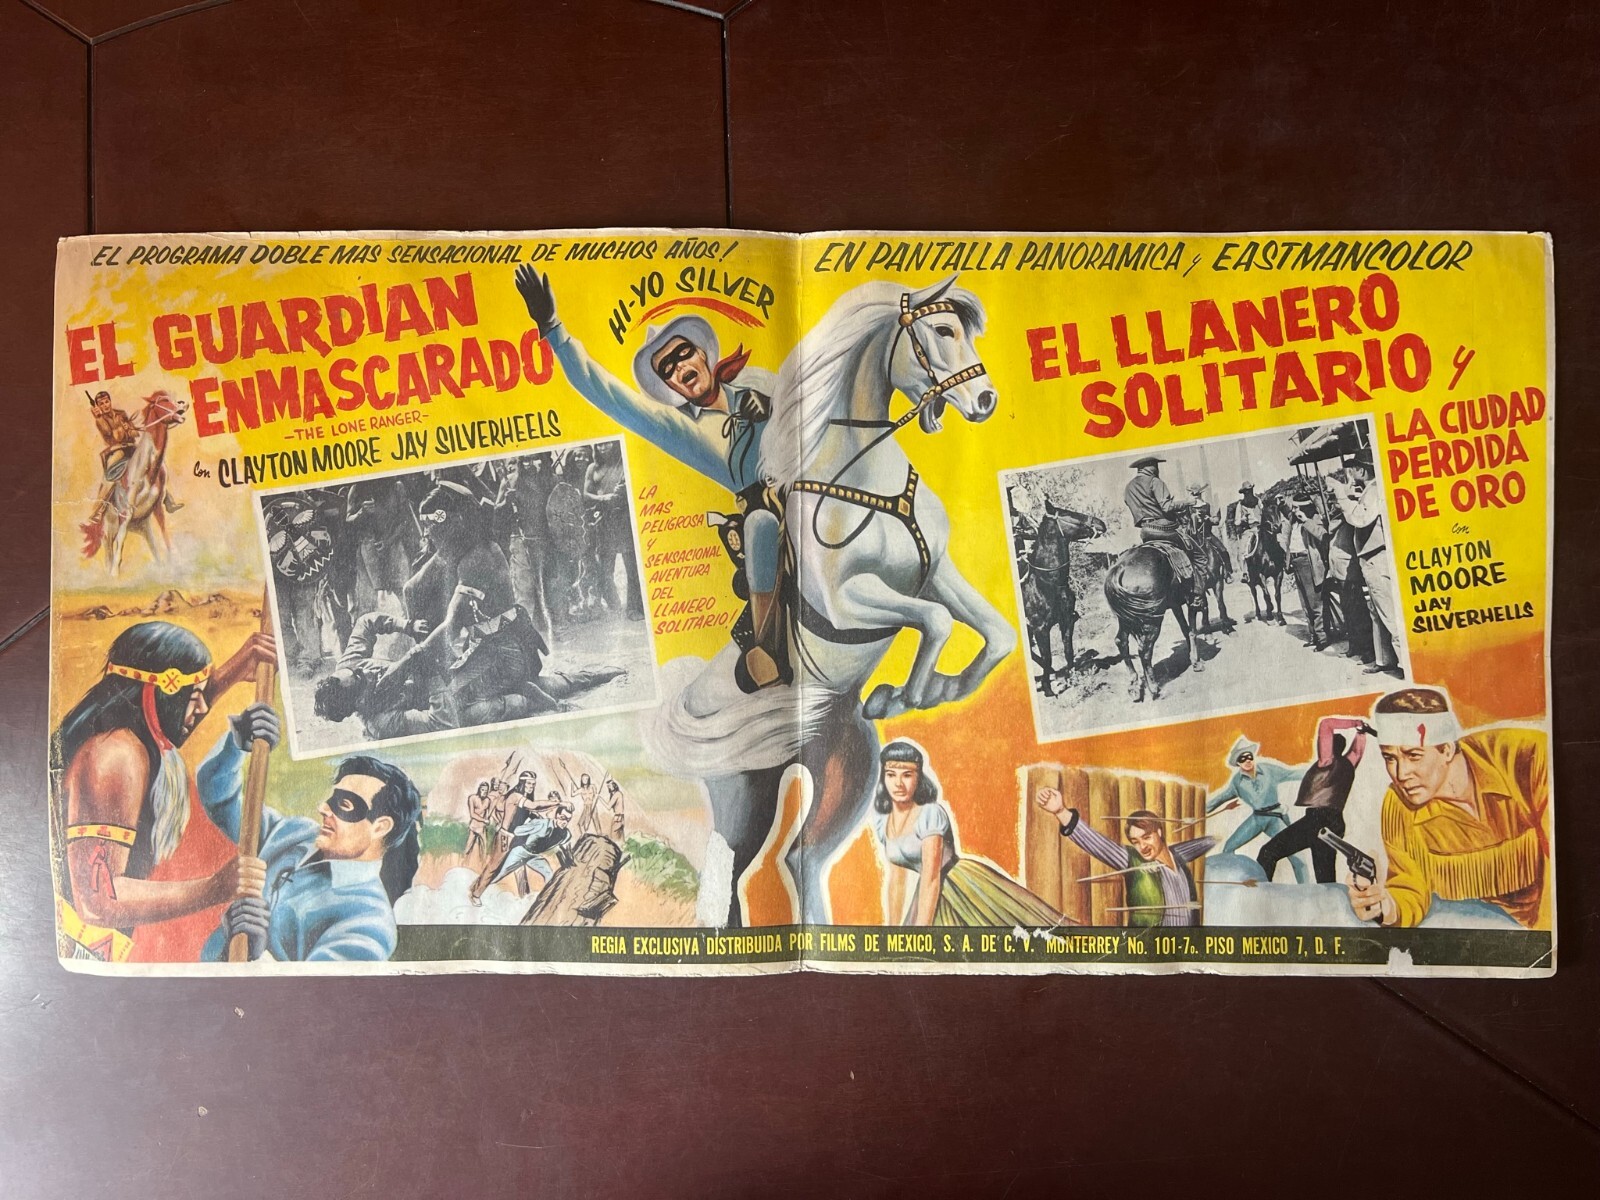 EL PROGRAMA DOBLE MAS SENSACIONAL DE MUCHOS AÑOS!
EL GUARDIAN
ENMASCARADO
-THE LONE RANGER-
Con CLAYTON MOORE JAY SILVERHEELS
HI-YO SILVER
LA
MAS
PELIGROSA
Y
SENSACIONAL
AVENTURA
DEL
LLANERO
SOLITARIO!
EN PANTALLA PANORAMICA y EASTMANCOLOR
EL LLANERO
SOLITARIO y
LA CIUDAD
PERDIDA
DE ORO
Con
CLAYTON
MOORE
JAY
SILVERHELLS
REGIA EXCLUSIVA DISTRIBUIDA POR FILMS DE MEXICO, S. A. DE C. V. MONTERREY No. 101-7o. PISO MEXICO 7, D. F.